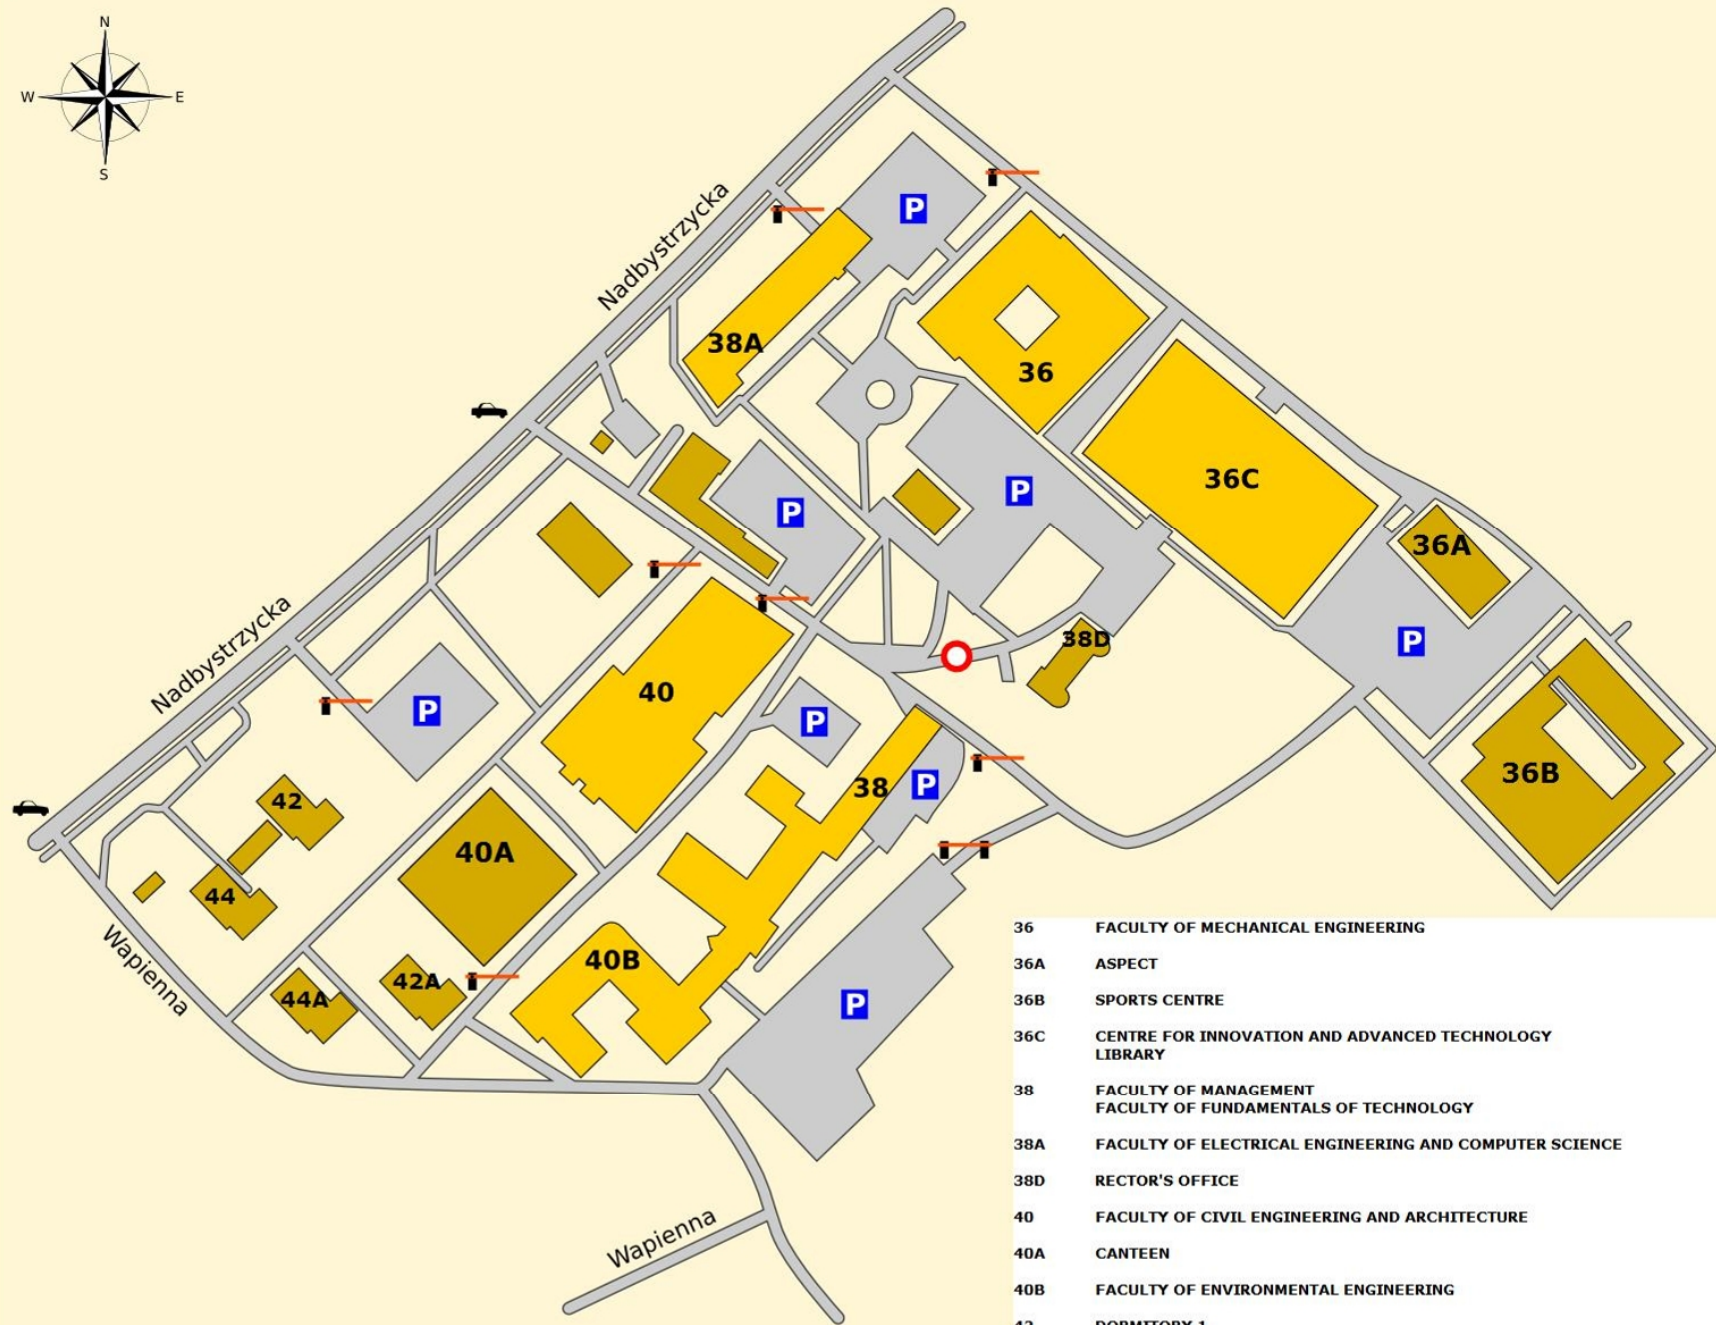 N
W E
S
Nadbystrzycka
P
38A
36
36C
P
P
36A
P
38D
Nadbystrzycka
40
P
P
36B
42
38
P
40A
44
Wapienna
40B
42A
44A
P
Wapienna
36 FACULTY OF MECHANICAL ENGINEERING
36A ASPECT
36B SPORTS CENTRE
36C CENTRE FOR INNOVATION AND ADVANCED TECHNOLOGY
LIBRARY
38 FACULTY OF MANAGEMENT
FACULTY OF FUNDAMENTALS OF TECHNOLOGY
38A FACULTY OF ELECTRICAL ENGINEERING AND COMPUTER SCIENCE
38D RECTOR'S OFFICE
40 FACULTY OF CIVIL ENGINEERING AND ARCHITECTURE
40A CANTEEN
40B FACULTY OF ENVIRONMENTAL ENGINEERING
42 DORMITORY 1